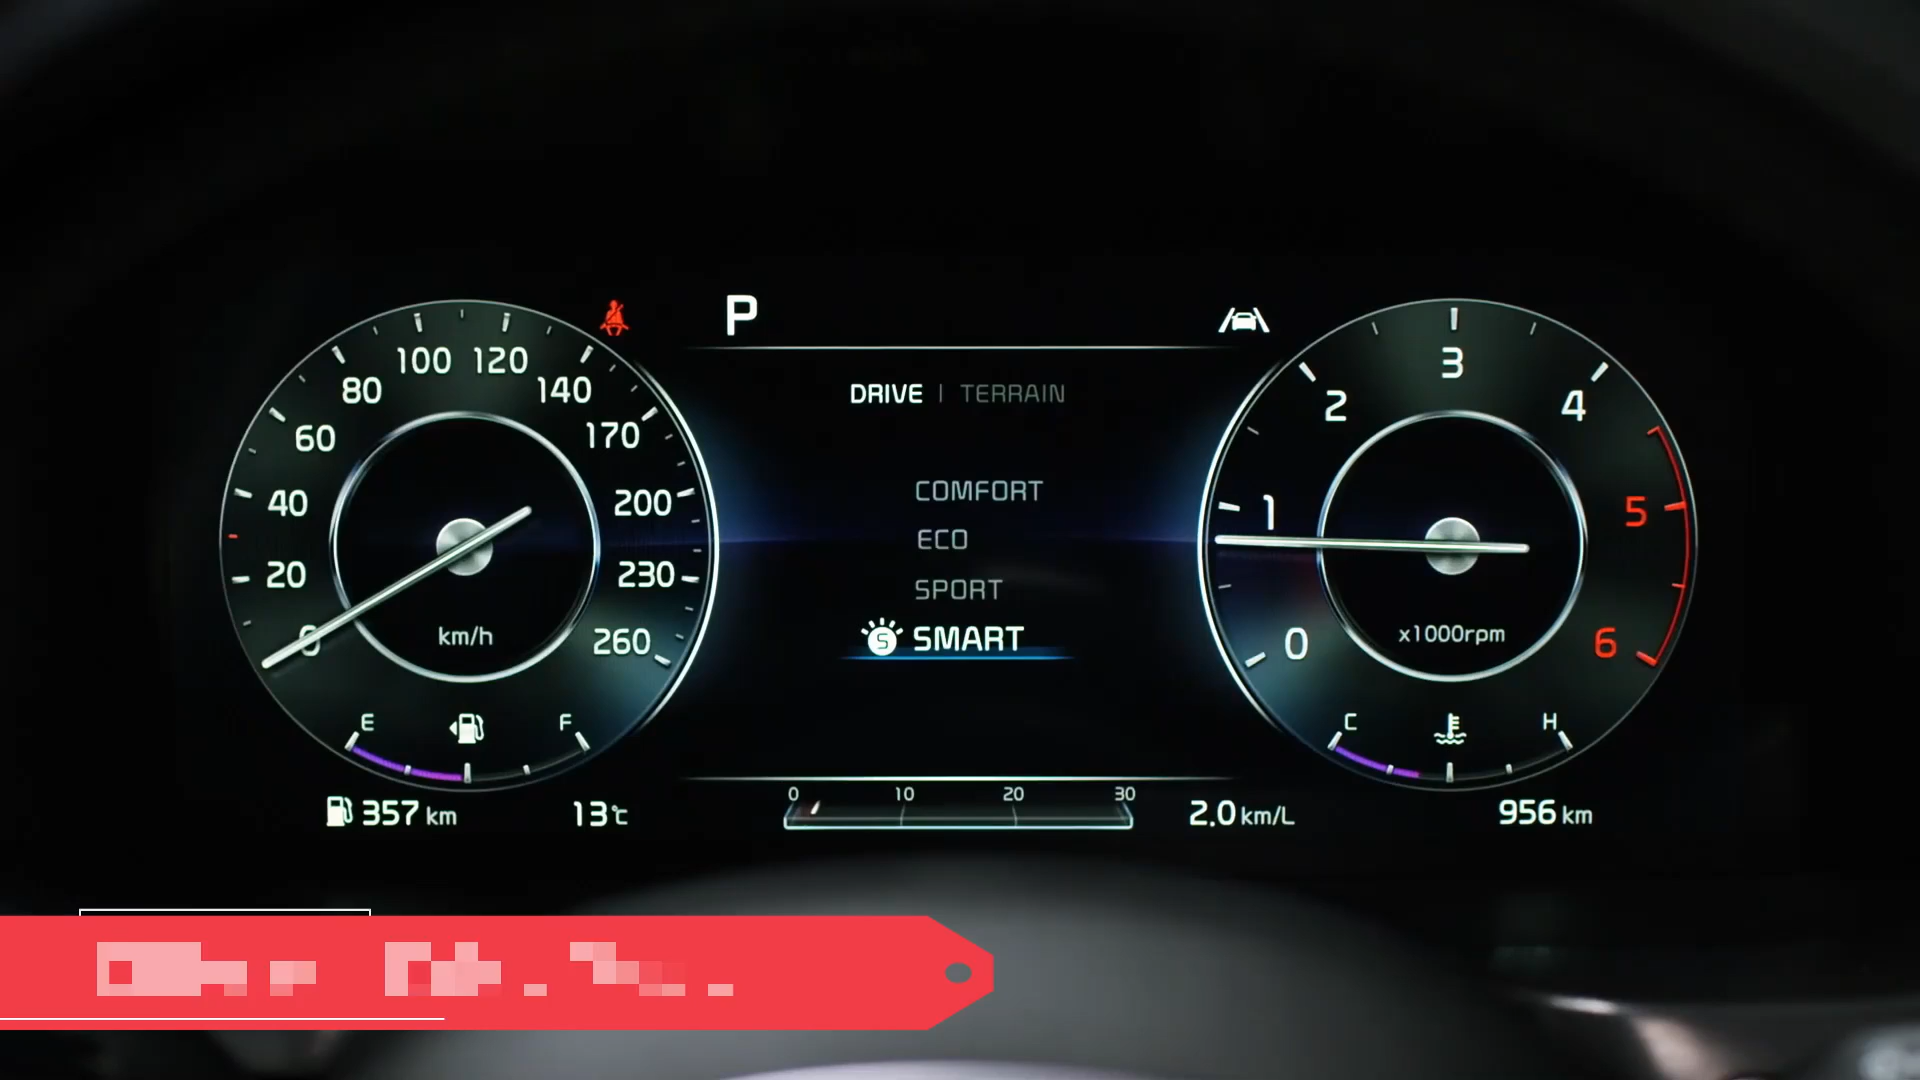 P
DRIVE | TERRAIN
COMFORT
ECO
SPORT
S SMART
0
20
40
60
80
100
120
140
170
200
230
260
km/h
E
F
357 km
13℃
0
10
20
30
2.0 km/L
0
1
2
3
4
5
6
x1000rpm
C
H
956 km